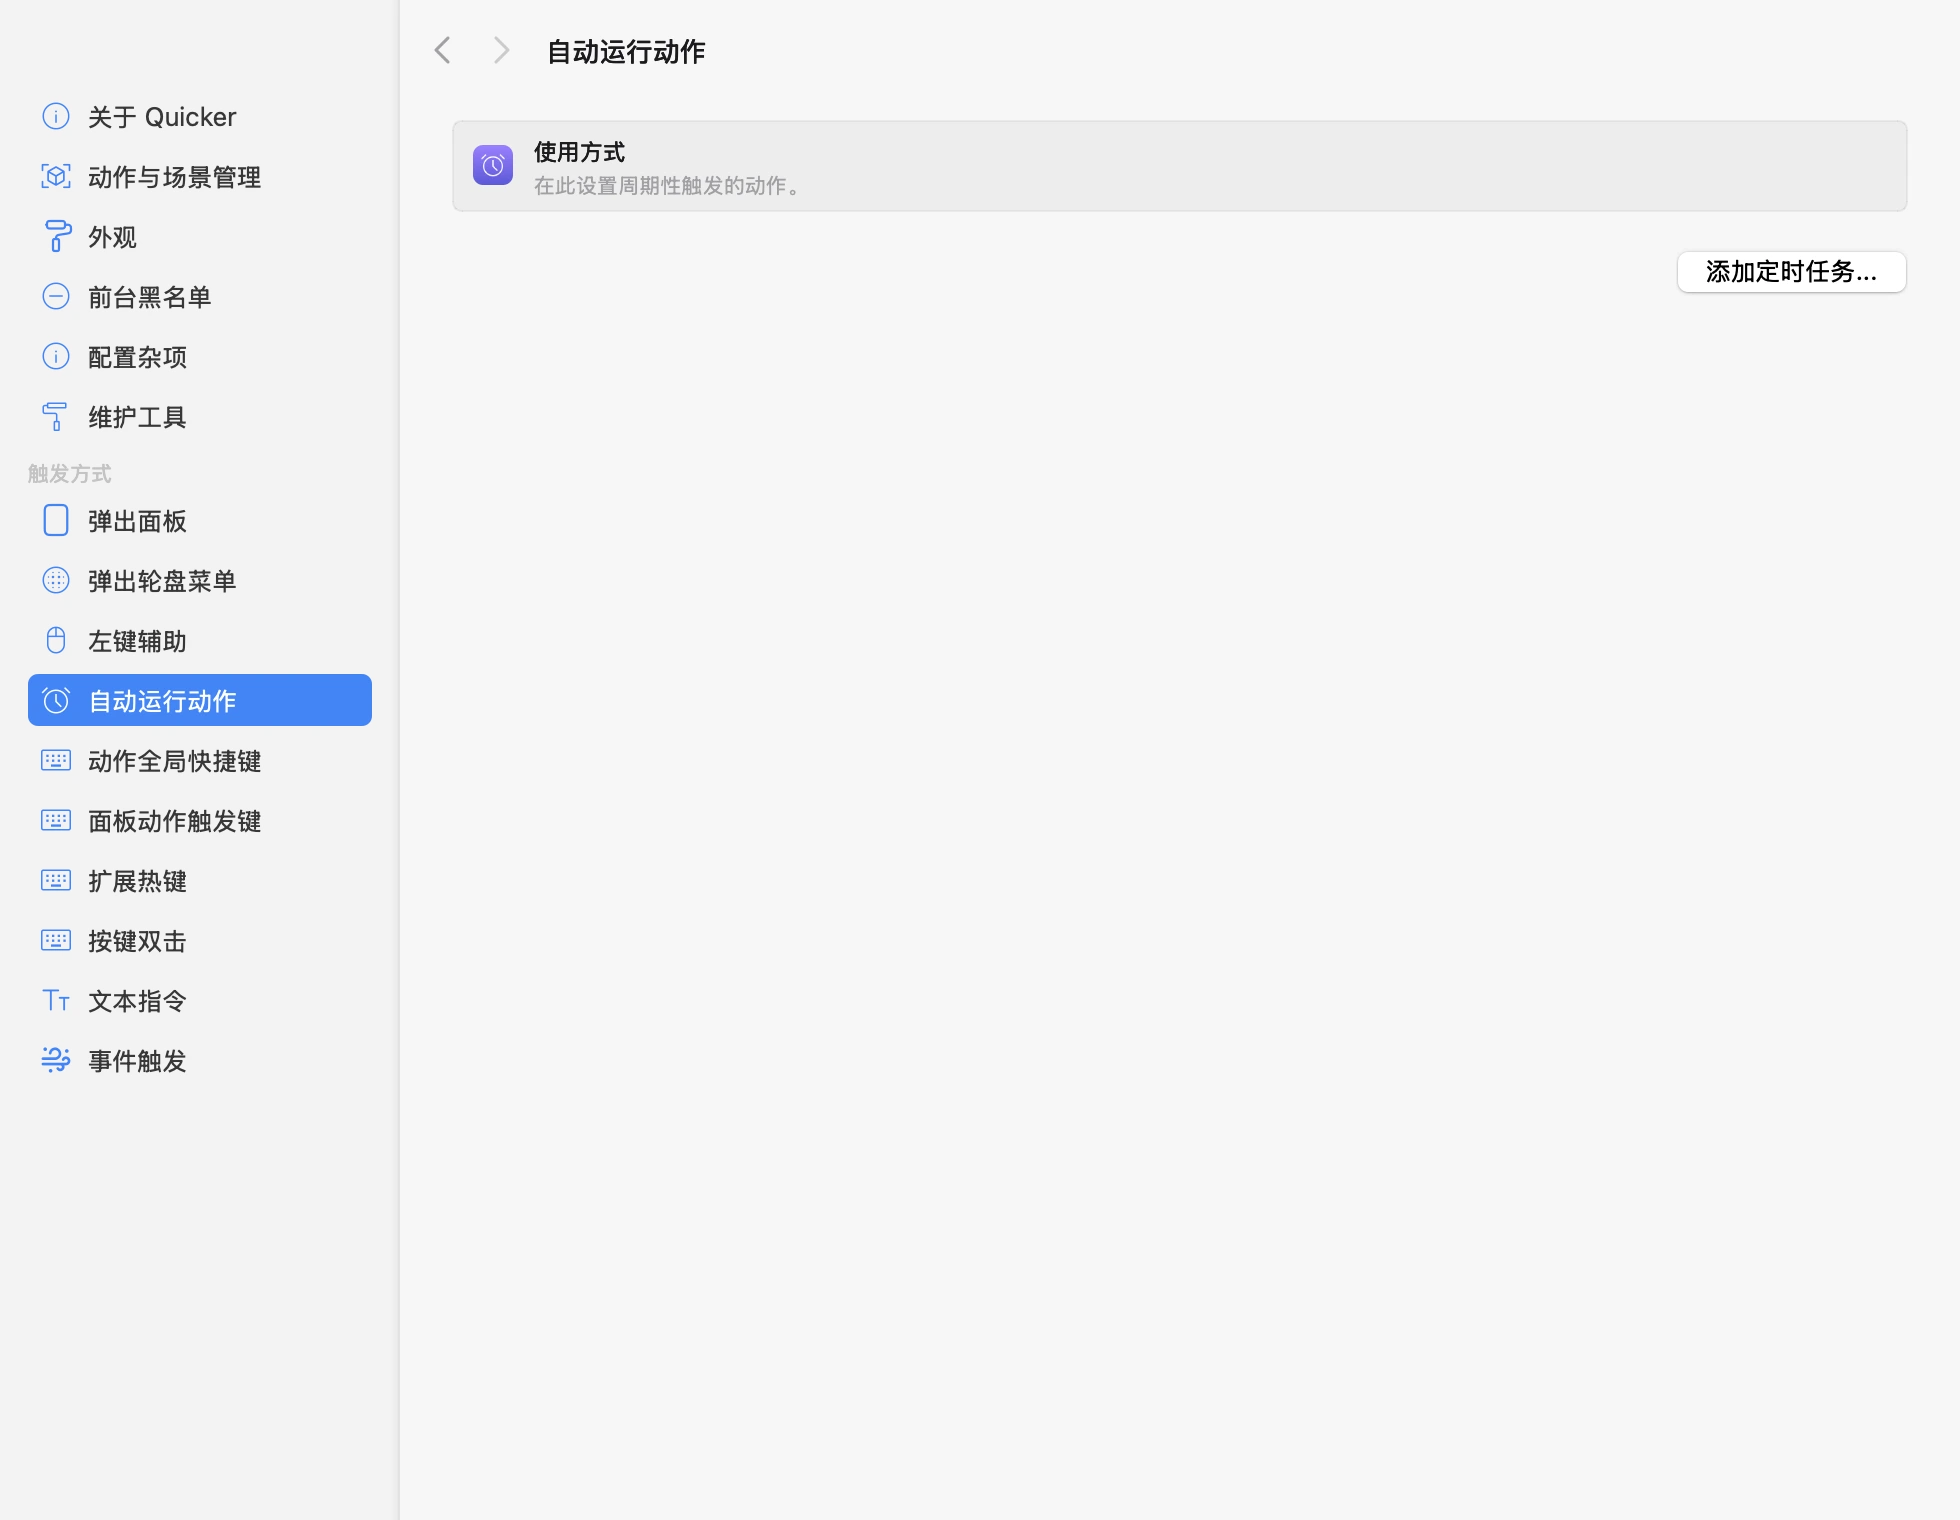 关于 Quicker
动作与场景管理
外观
前台黑名单
配置杂项
维护工具
触发方式
弹出面板
弹出轮盘菜单
左键辅助
自动运行动作
动作全局快捷键
面板动作触发键
扩展热键
按键双击
文本指令
事件触发
自动运行动作
使用方式
在此设置周期性触发的动作。
添加定时任务...